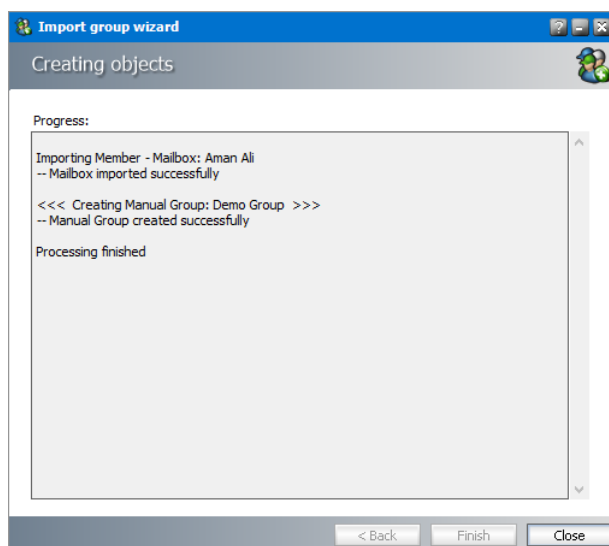 Import group wizard
Creating objects
Progress:
Importing Member - Mailbox: Aman Ali
-- Mailbox imported successfully
<<< Creating Manual Group: Demo Group >>>
-- Manual Group created successfully
Processing finished
< Back Finish Close